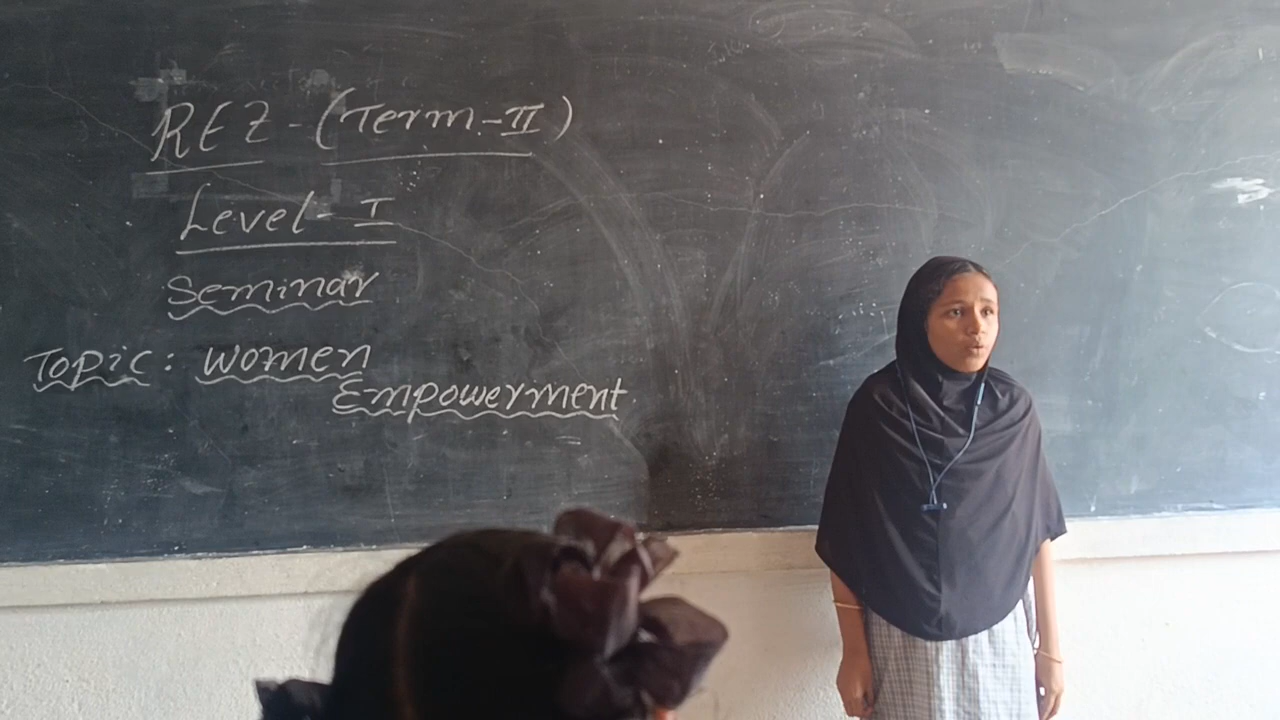 REZ - (Term-II)
Level- I
Seminar
Topic: Women
Empowerment